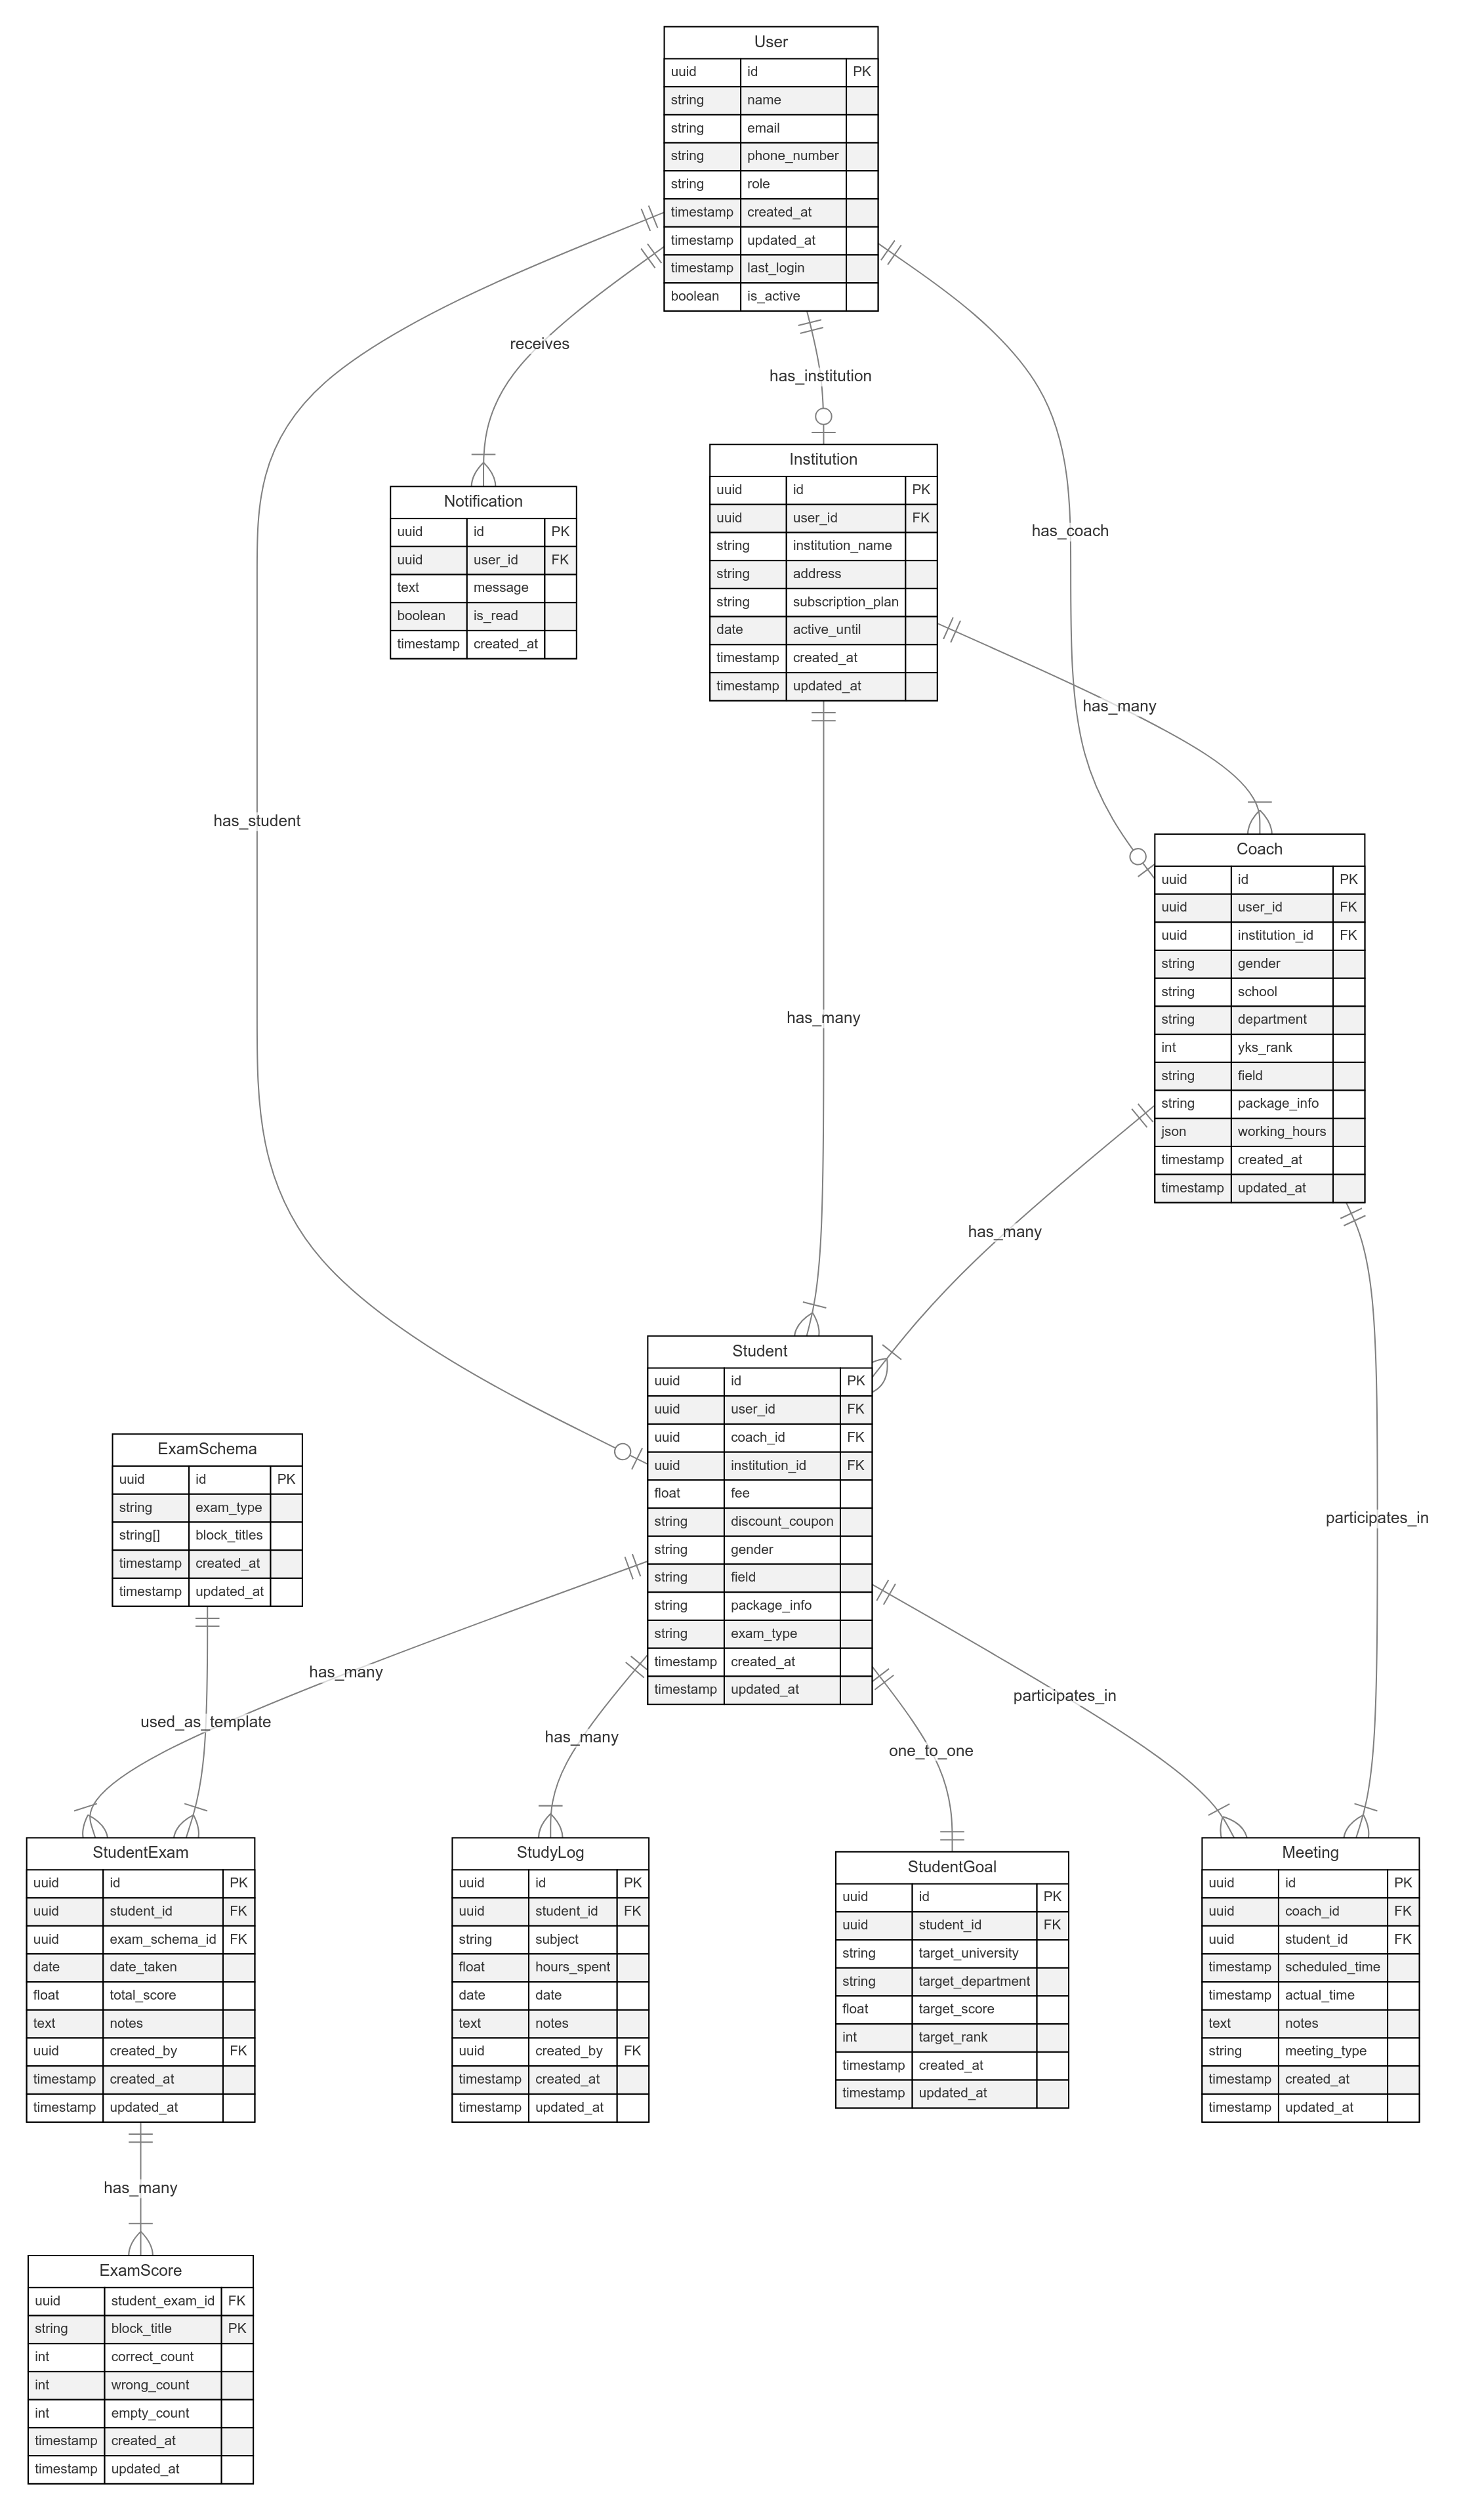 User
uuid id PK
string name
string email
string phone_number
string role
timestamp created_at
timestamp updated_at
timestamp last_login
boolean is_active
receives
has_institution
has_coach
has_student
has_many
Notification
uuid id PK
uuid user_id FK
text message
boolean is_read
timestamp created_at
Institution
uuid id PK
uuid user_id FK
string institution_name
string address
string subscription_plan
date active_until
timestamp created_at
timestamp updated_at
Coach
uuid id PK
uuid user_id FK
uuid institution_id FK
string gender
string school
string department
int yks_rank
string field
string package_info
json working_hours
timestamp created_at
timestamp updated_at
has_many
has_many
participates_in
Student
uuid id PK
uuid user_id FK
uuid coach_id FK
uuid institution_id FK
float fee
string discount_coupon
string gender
string field
string package_info
string exam_type
timestamp created_at
timestamp updated_at
ExamSchema
uuid id PK
string exam_type
string[] block_titles
timestamp created_at
timestamp updated_at
has_many
used_as_template
has_many
one_to_one
participates_in
StudentExam
uuid id PK
uuid student_id FK
uuid exam_schema_id FK
date date_taken
float total_score
text notes
uuid created_by FK
timestamp created_at
timestamp updated_at
StudyLog
uuid id PK
uuid student_id FK
string subject
float hours_spent
date date
text notes
uuid created_by FK
timestamp created_at
timestamp updated_at
StudentGoal
uuid id PK
uuid student_id FK
string target_university
string target_department
float target_score
int target_rank
timestamp created_at
timestamp updated_at
Meeting
uuid id PK
uuid coach_id FK
uuid student_id FK
timestamp scheduled_time
timestamp actual_time
text notes
string meeting_type
timestamp created_at
timestamp updated_at
has_many
ExamScore
uuid student_exam_id FK
string block_title PK
int correct_count
int wrong_count
int empty_count
timestamp created_at
timestamp updated_at